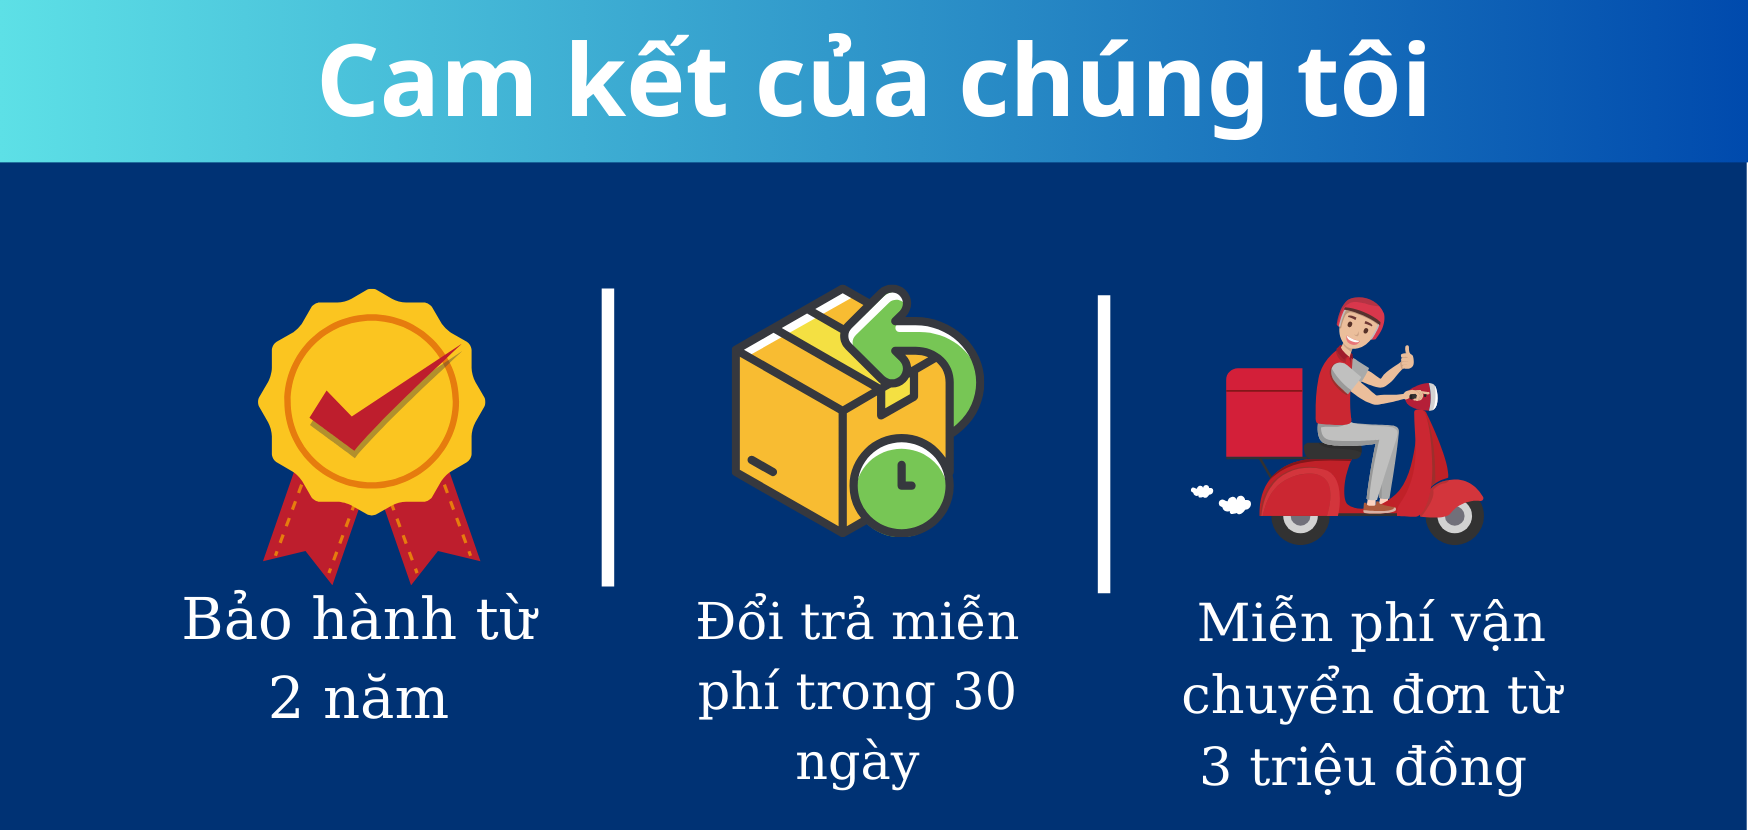 Cam kết của chúng tôi
Bảo hành từ
2 năm
Đổi trả miễn
phí trong 30
ngày
Miễn phí vận
chuyển đơn từ
3 triệu đồng